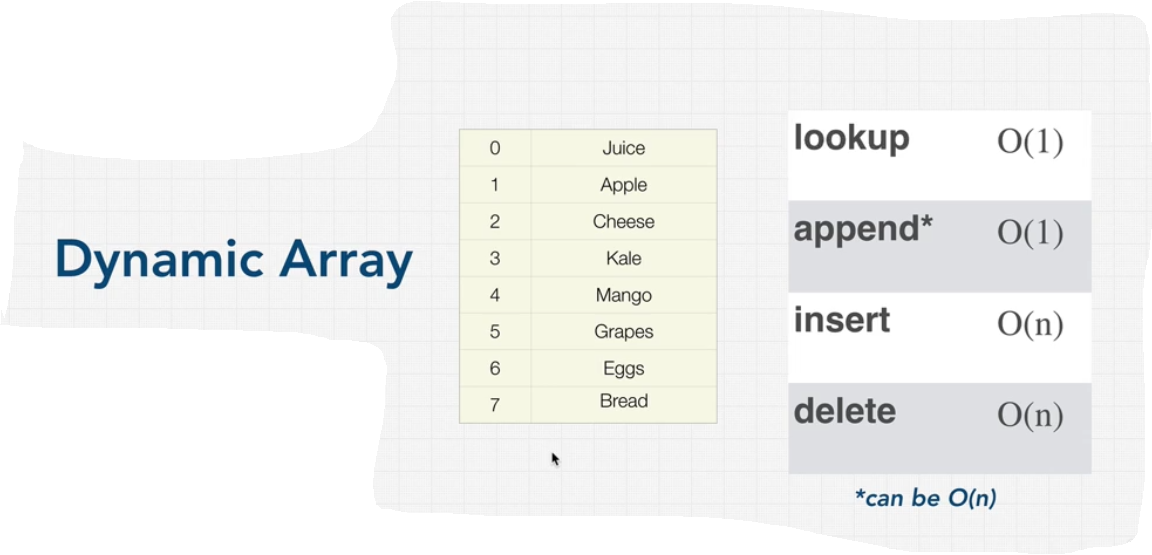 Dynamic Array
0 Juice
1 Apple
2 Cheese
3 Kale
4 Mango
5 Grapes
6 Eggs
7 Bread
lookup O(1)
append* O(1)
insert O(n)
delete O(n)
*can be O(n)